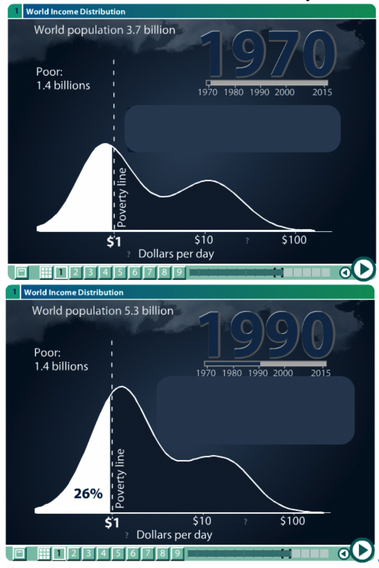 1 World Income Distribution
World population 3.7 billion
1970
Poor:
1.4 billions
1970 1980 1990 2000 2015
Poverty line
$1 $10 ? $100
? Dollars per day
1 2 3 4 5 6 7 8 9
1 World Income Distribution
World population 5.3 billion
1990
Poor:
1.4 billions
1970 1980 1990 2000 2015
26%
Poverty line
$1 $10 ? $100
? Dollars per day
1 2 3 4 5 6 7 8 9